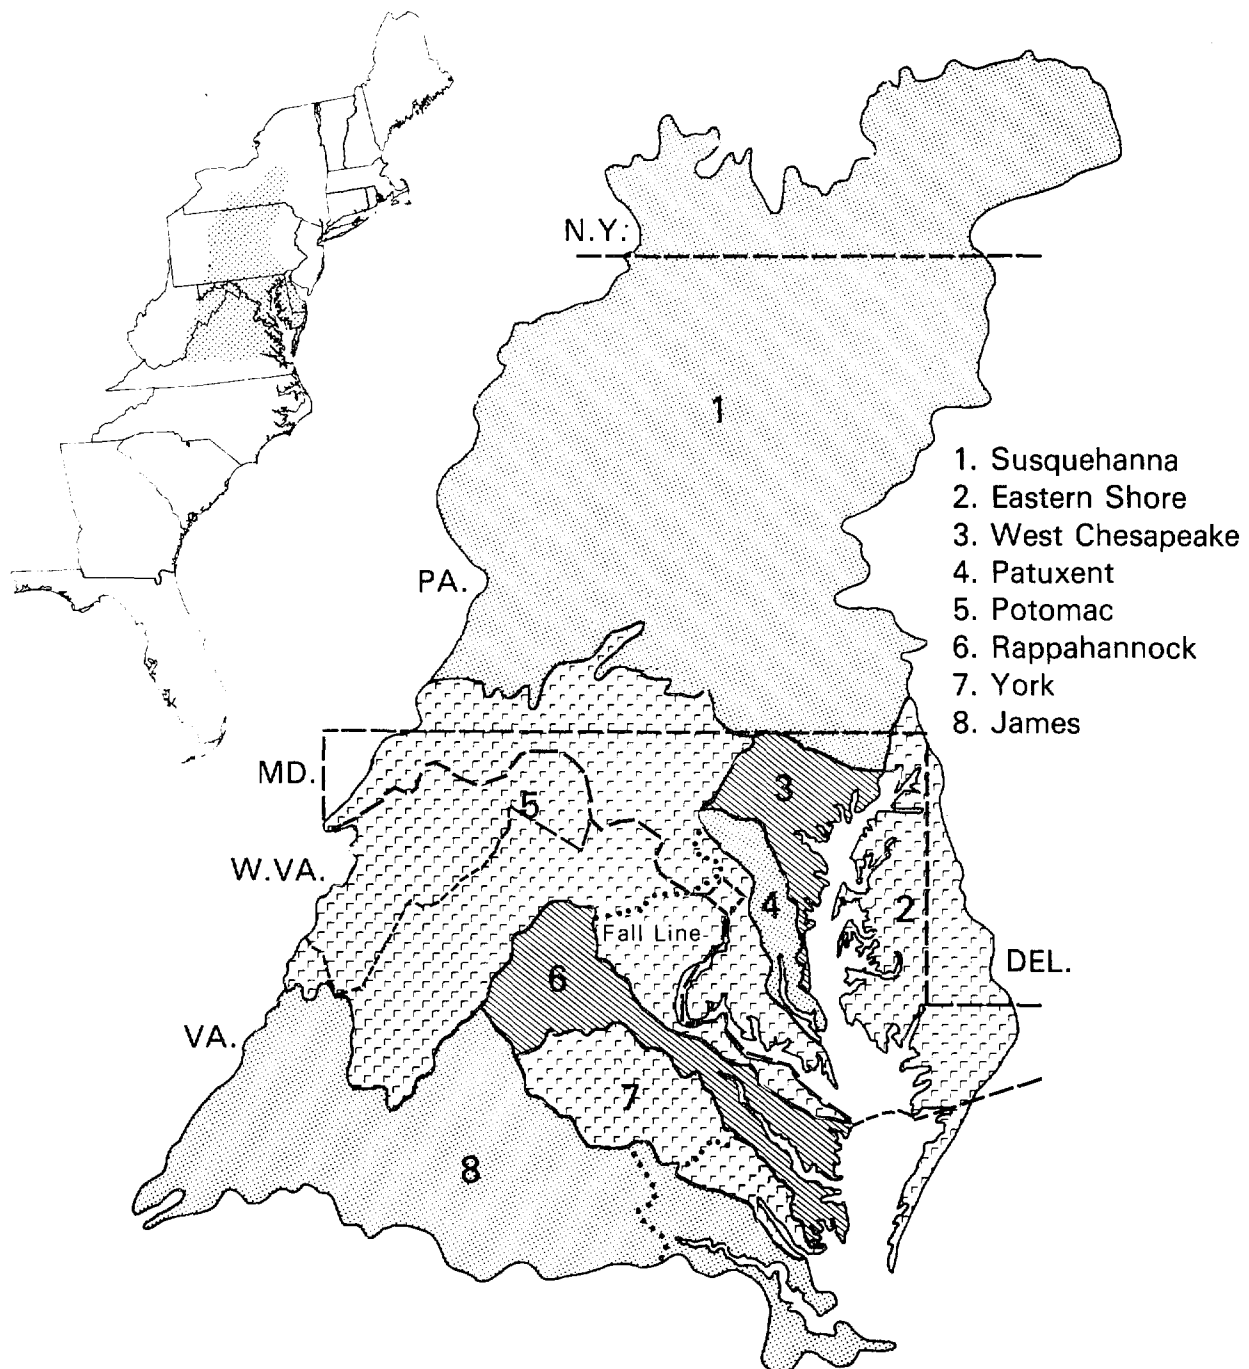 N.Y.
1
1. Susquehanna
2. Eastern Shore
3. West Chesapeake
4. Patuxent
5. Potomac
6. Rappahannock
7. York
8. James
PA.
MD.
3
5
W.VA.
4
2
Fall Line
DEL.
6
VA.
7
8